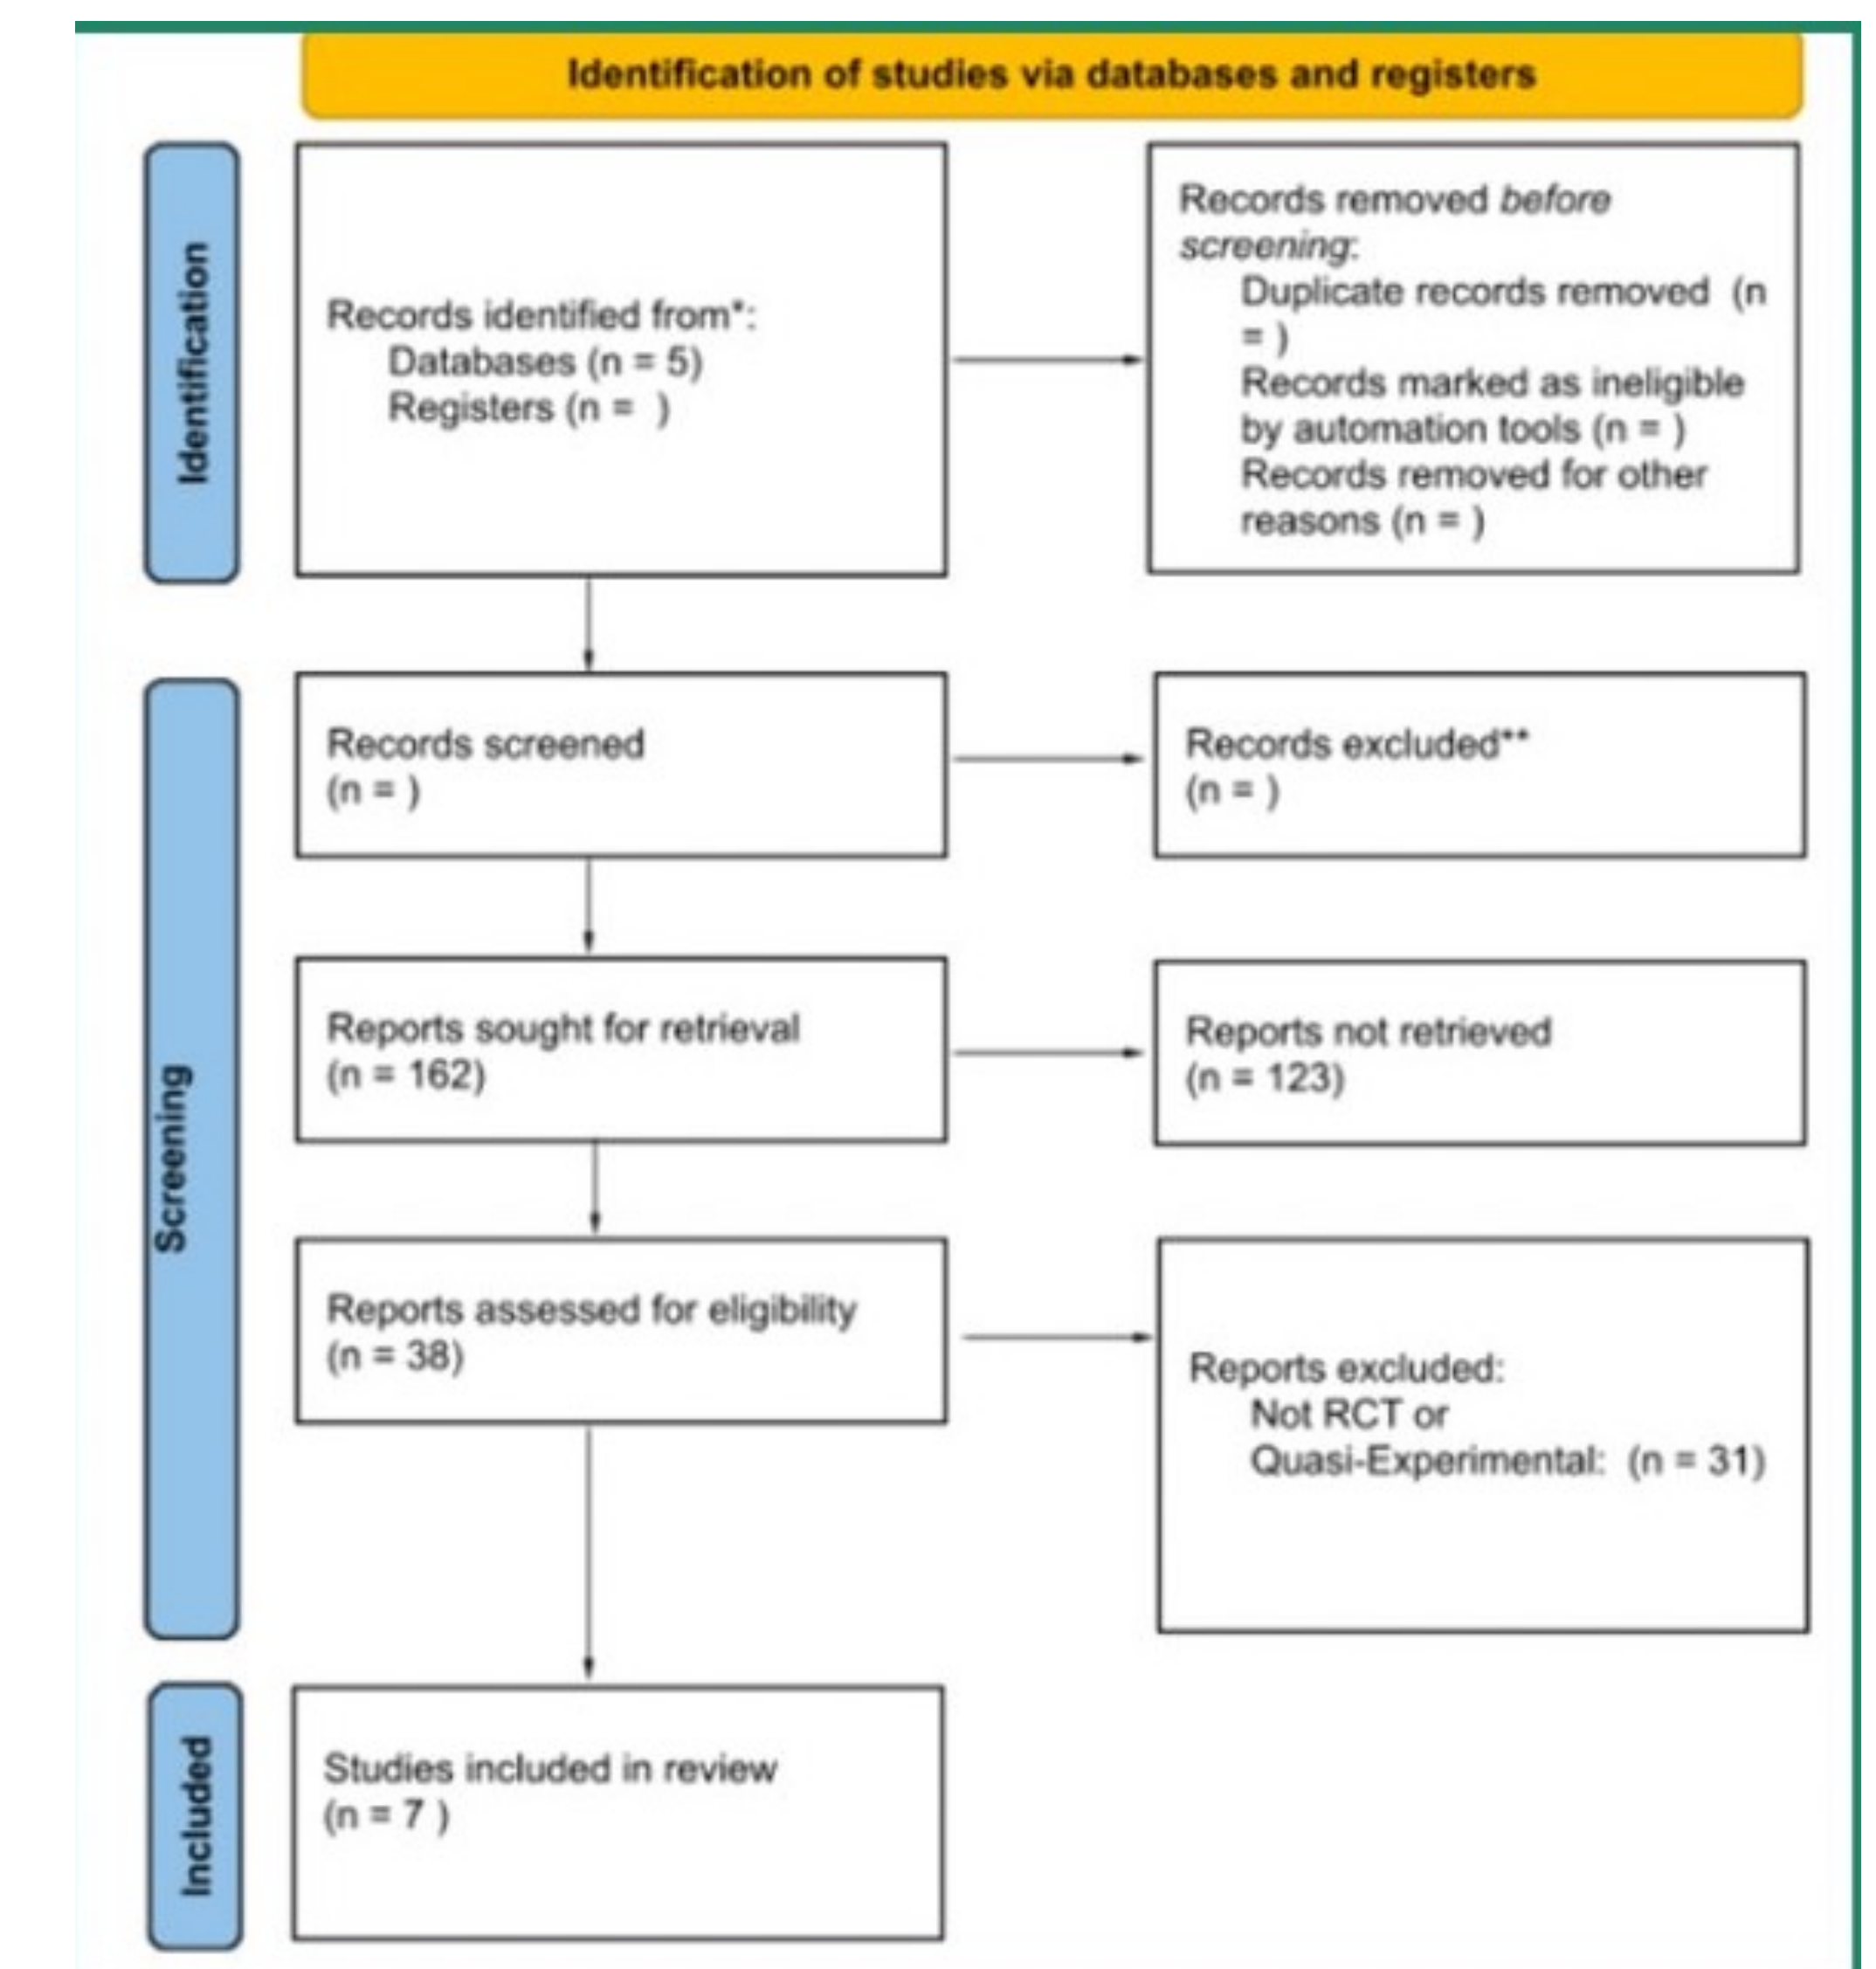 Identification of studies via databases and registers
Identification
Records identified from*:
Databases (n = 5)
Registers (n =  )
Records removed before
screening:
Duplicate records removed  (n
= )
Records marked as ineligible
by automation tools (n = )
Records removed for other
reasons (n = )
Screening
Records screened
(n = )
Records excluded**
(n = )
Reports sought for retrieval
(n = 162)
Reports not retrieved
(n = 123)
Reports assessed for eligibility
(n = 38)
Reports excluded:
Not RCT or
Quasi-Experimental:  (n = 31)
Included
Studies included in review
(n = 7 )